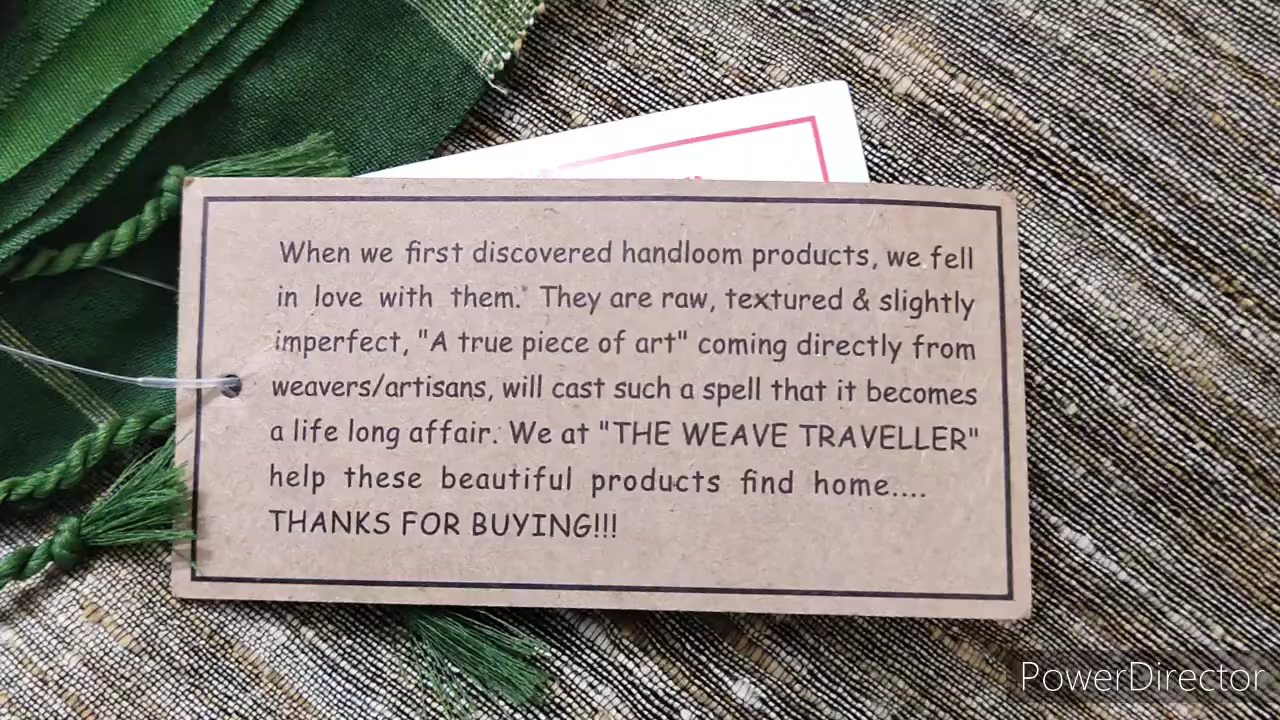 When we first discovered handloom products, we fell
in love with them. They are raw, textured & slightly
imperfect, "A true piece of art" coming directly from
weavers/artisans, will cast such a spell that it becomes
a life long affair. We at "THE WEAVE TRAVELLER"
help these beautiful products find home....
THANKS FOR BUYING!!!
PowerDirector